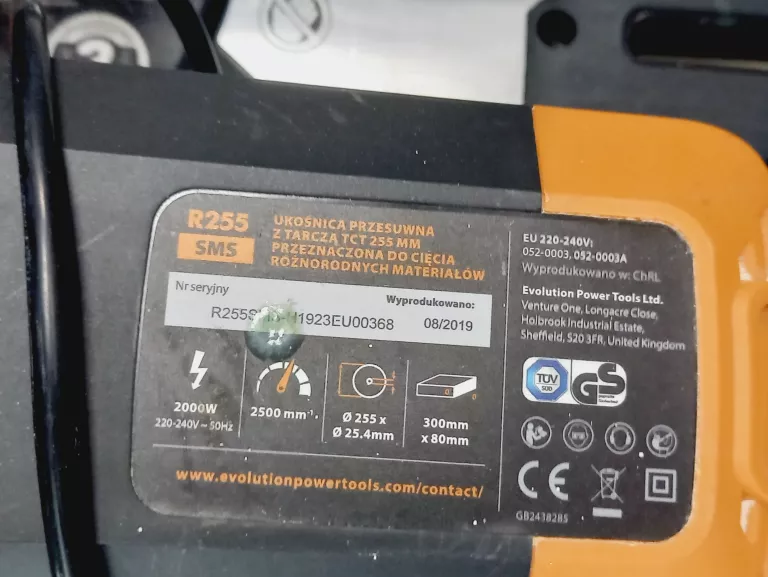 R255
SMS
UKOŚNICA PRZESUWNA
Z TARCZĄ TCT 255 MM
PRZEZNACZONA DO CIĘCIA
RÓŻNORODNYCH MATERIAŁÓW
Nr seryjny
Wyprodukowano:
08/2019
2000W
220-240V ~ 50Hz
2500 mm⁻¹
Ø 255 x
Ø 25.4mm
300mm
x 80mm
www.evolutionpowertools.com/contact/
EU 220-240V:
052-0003, 052-0003A
Wyprodukowano w: ChRL
Evolution Power Tools Ltd.
Venture One, Longacre Close,
Holbrook Industrial Estate,
Sheffield, S20 3FR, United Kingdom
TÜV
SÜD
GS
CE
GB2438285